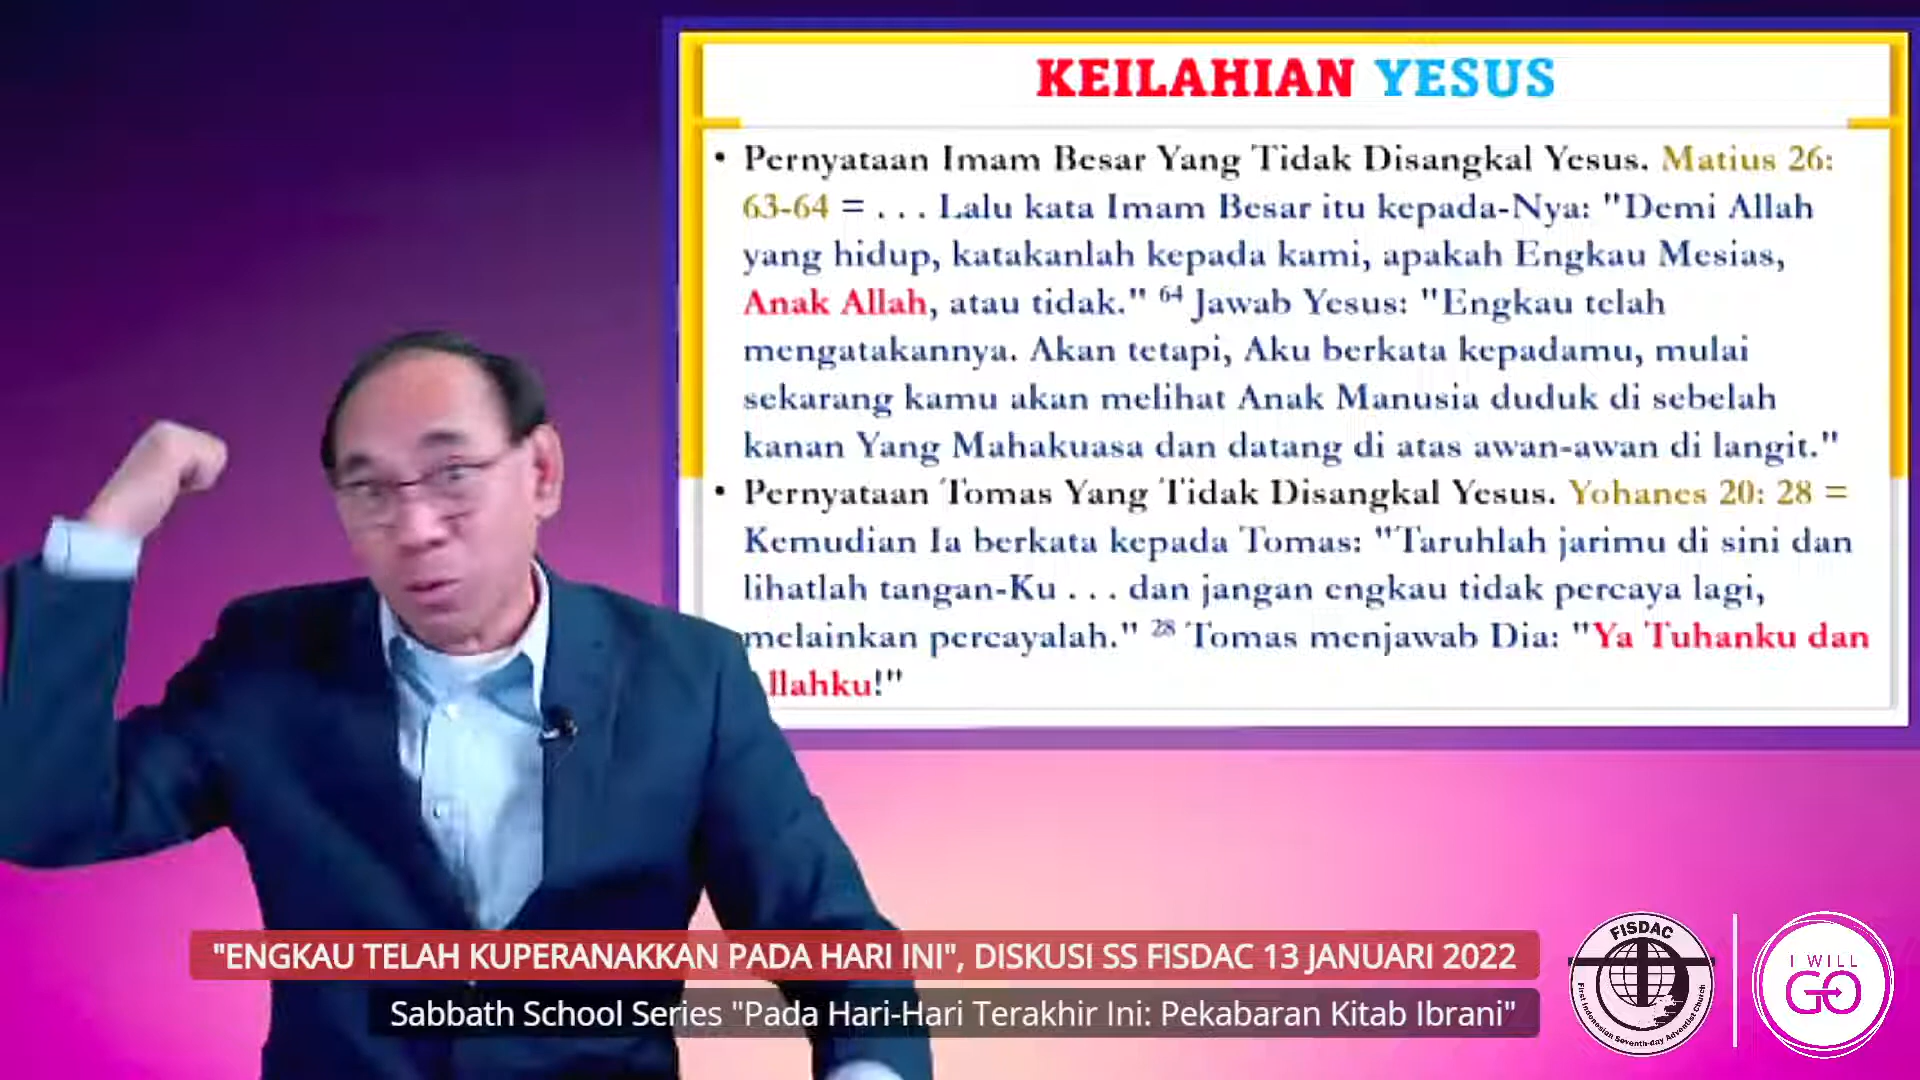 KEILAHIAN YESUS
• Pernyataan Imam Besar Yang Tidak Disangkal Yesus. Matius 26:
63-64 = . . . Lalu kata Imam Besar itu kepada-Nya: "Demi Allah
yang hidup, katakanlah kepada kami, apakah Engkau Mesias,
Anak Allah, atau tidak." 64 Jawab Yesus: "Engkau telah
mengatakannya. Akan tetapi, Aku berkata kepadamu, mulai
sekarang kamu akan melihat Anak Manusia duduk di sebelah
kanan Yang Mahakuasa dan datang di atas awan-awan di langit."
• Pernyataan Tomas Yang Tidak Disangkal Yesus. Yohanes 20: 28 =
Kemudian Ia berkata kepada Tomas: "Taruhlah jarimu di sini dan
lihatlah tangan-Ku . . . dan jangan engkau tidak percaya lagi,
melainkan percayalah." 28 Tomas menjawab Dia: "Ya Tuhanku dan
llahku!"
"ENGKAU TELAH KUPERANAKKAN PADA HARI INI", DISKUSI SS FISDAC 13 JANUARI 2022
Sabbath School Series "Pada Hari-Hari Terakhir Ini: Pekabaran Kitab Ibrani"
FISDAC
First Indonesian Seventh-day Adventist Church
I WILL
GO